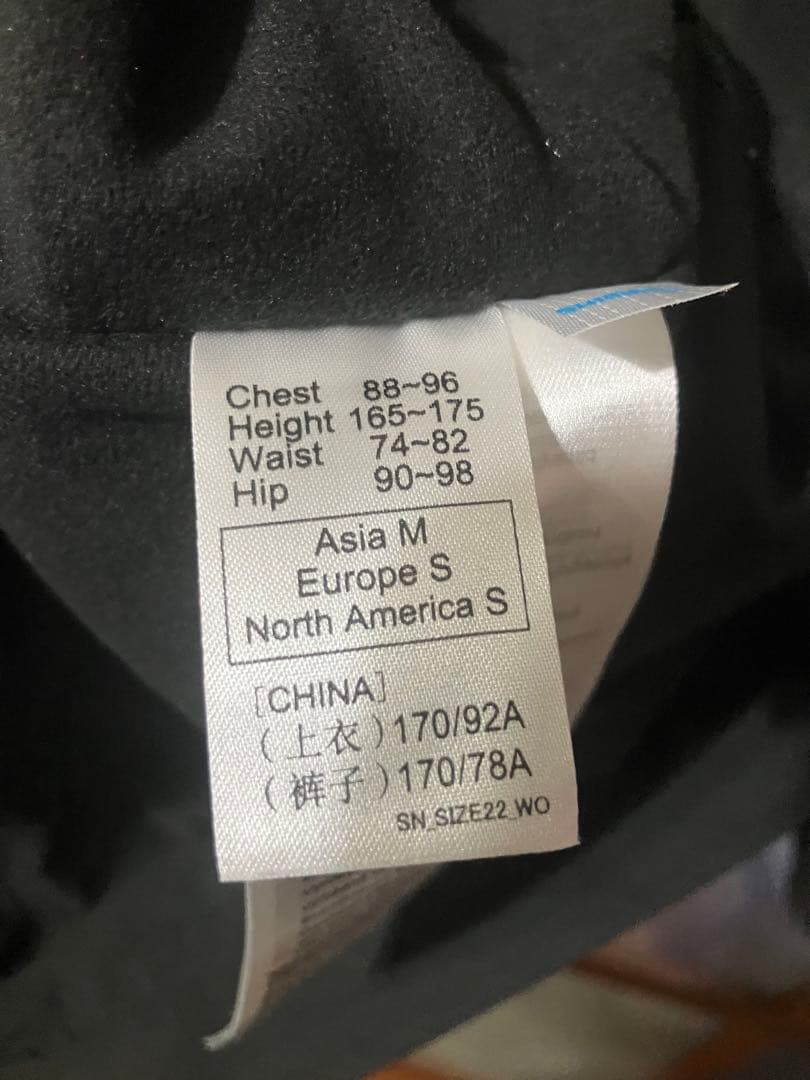 Chest 88~96
Height 165~175
Waist 74~82
Hip 90~98
Asia M
Europe S
North America S
[CHINA]
(上衣)170/92A
(裤子)170/78A
SN_SIZE22_WO